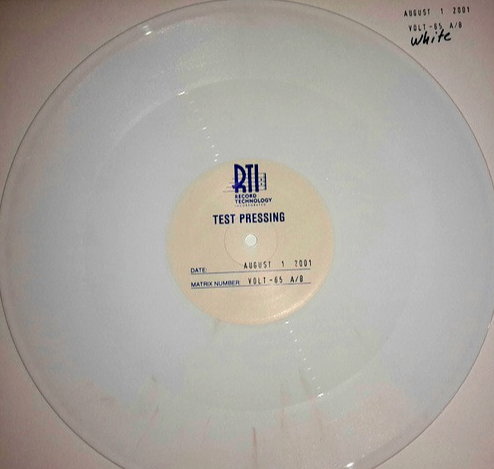 AUGUST 1 2001
VOLT-65 A/B
White
RTI
RECORD
TECHNOLOGY
INCORPORATED
TEST PRESSING
DATE: AUGUST 1 2001
MATRIX NUMBER VOLT-65 A/B